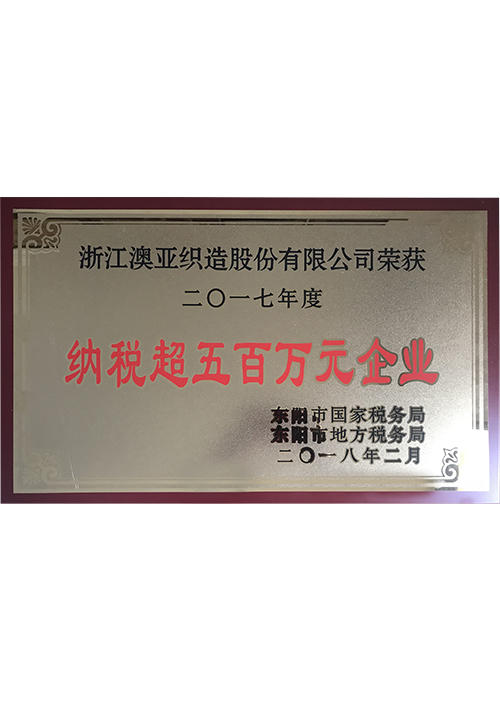 浙江澳亚织造股份有限公司荣获
二〇一七年度
纳税超五百万元企业
东阳市国家税务局
东阳市地方税务局
二〇一八年二月